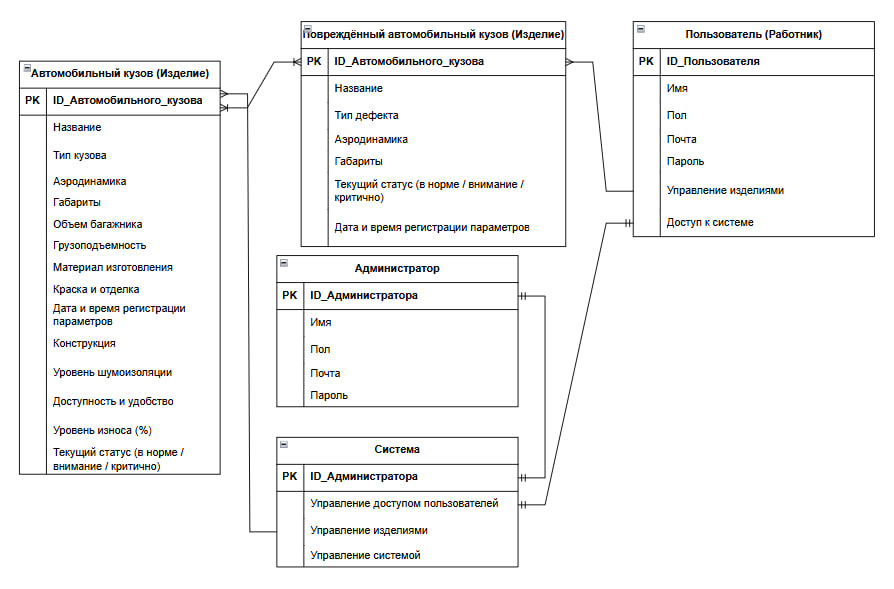 Автомобильный кузов (Изделие)
PK ID_Автомобильного_кузова
Название
Тип кузова
Аэродинамика
Габариты
Объем багажника
Грузоподъемность
Материал изготовления
Краска и отделка
Дата и время регистрации
параметров
Конструкция
Уровень шумоизоляции
Доступность и удобство
Уровень износа (%)
Текущий статус (в норме /
внимание / критично)
Повреждённый автомобильный кузов (Изделие)
PK ID_Автомобильного_кузова
Название
Тип дефекта
Аэродинамика
Габариты
Текущий статус (в норме / внимание /
критично)
Дата и время регистрации параметров
Пользователь (Работник)
PK ID_Пользователя
Имя
Пол
Почта
Пароль
Управление изделиями
Доступ к системе
Администратор
PK ID_Администратора
Имя
Пол
Почта
Пароль
Система
PK ID_Администратора
Управление доступом пользователей
Управление изделиями
Управление системой